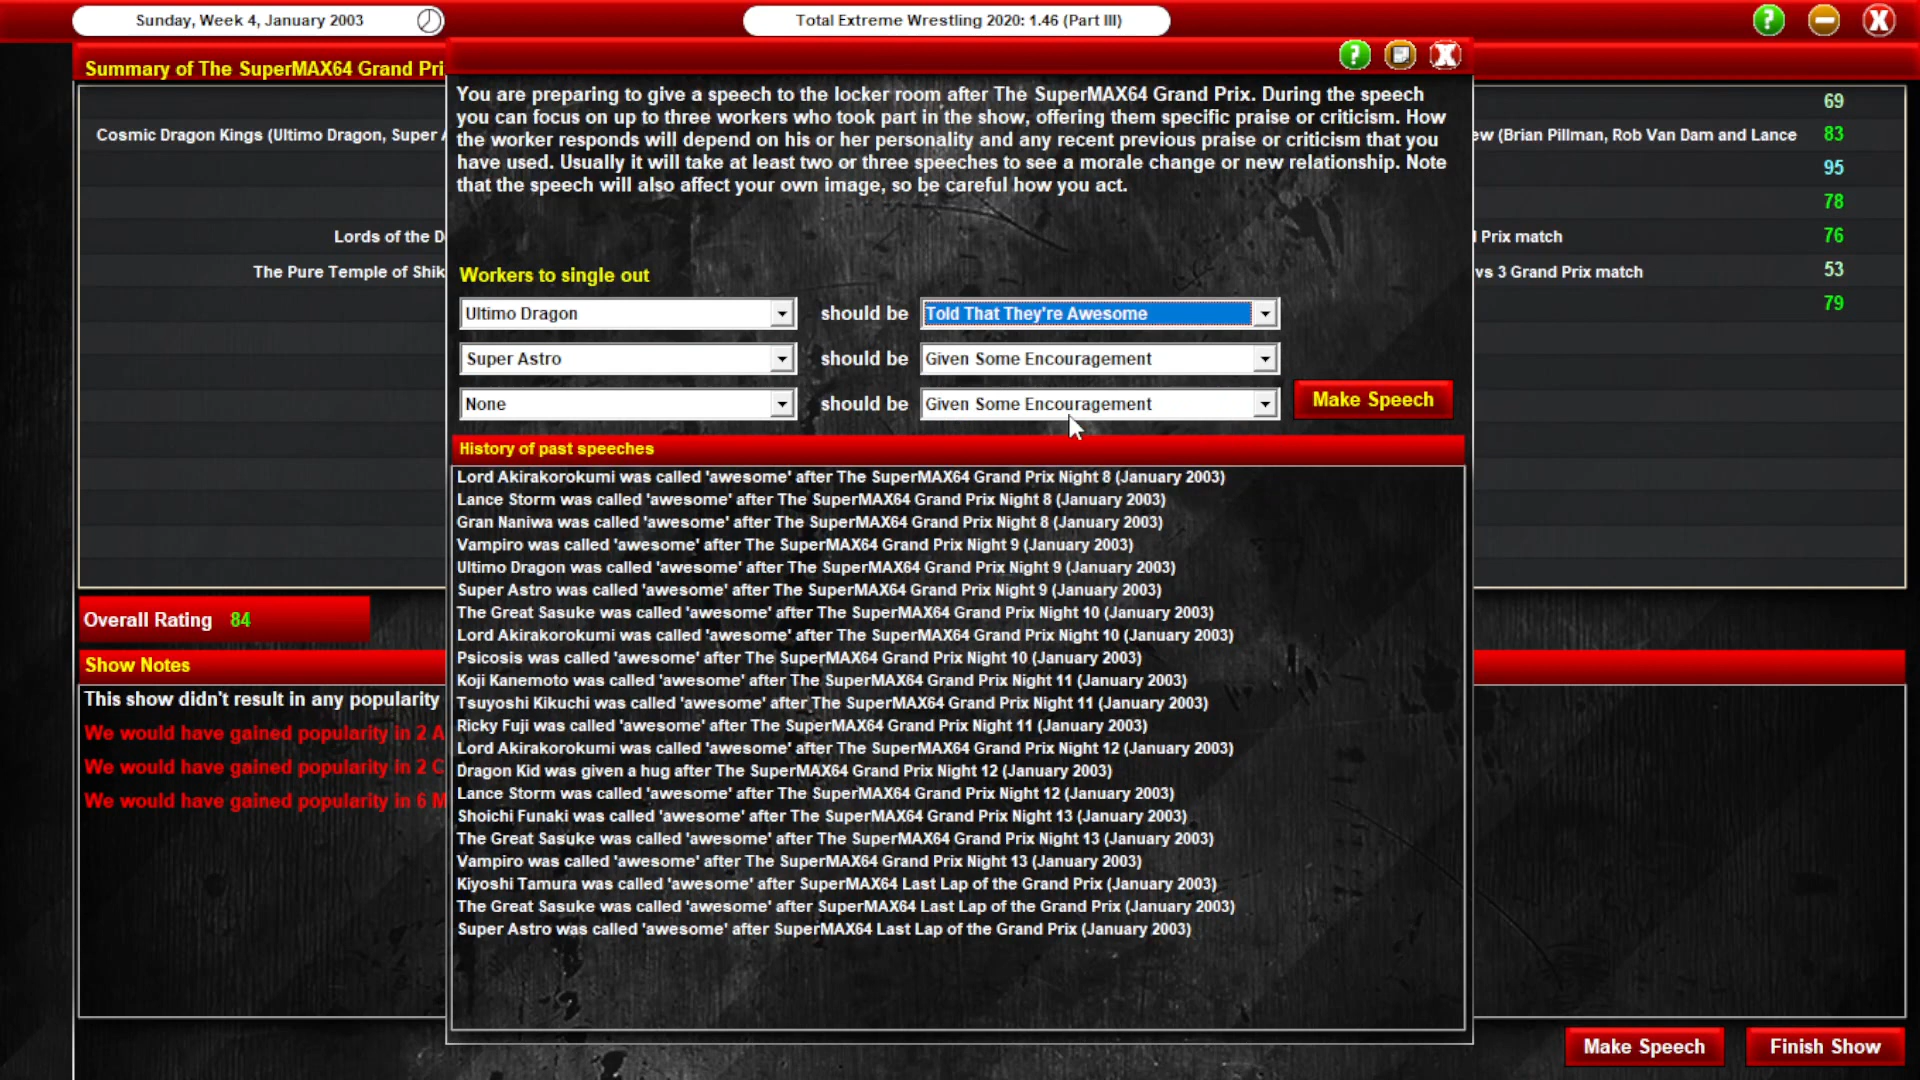 Sunday, Week 4, January 2003
Total Extreme Wrestling 2020: 1.46 (Part III)
Summary of The SuperMAX64 Grand Pri
You are preparing to give a speech to the locker room after The SuperMAX64 Grand Prix. During the speech
you can focus on up to three workers who took part in the show, offering them specific praise or criticism. How
the worker responds will depend on his or her personality and any recent previous praise or criticism that you
have used. Usually it will take at least two or three speeches to see a morale change or new relationship. Note
that the speech will also affect your own image, so be careful how you act.
69
Cosmic Dragon Kings (Ultimo Dragon, Super A
ew (Brian Pillman, Rob Van Dam and Lance 83
95
78
Lords of the D
l Prix match 76
The Pure Temple of Shik
vs 3 Grand Prix match 53
79
Workers to single out
Ultimo Dragon should be Told That They're Awesome
Super Astro should be Given Some Encouragement
None should be Given Some Encouragement
Make Speech
History of past speeches
Lord Akirakorokumi was called 'awesome' after The SuperMAX64 Grand Prix Night 8 (January 2003)
Lance Storm was called 'awesome' after The SuperMAX64 Grand Prix Night 8 (January 2003)
Gran Naniwa was called 'awesome' after The SuperMAX64 Grand Prix Night 8 (January 2003)
Vampiro was called 'awesome' after The SuperMAX64 Grand Prix Night 9 (January 2003)
Ultimo Dragon was called 'awesome' after The SuperMAX64 Grand Prix Night 9 (January 2003)
Super Astro was called 'awesome' after The SuperMAX64 Grand Prix Night 9 (January 2003)
The Great Sasuke was called 'awesome' after The SuperMAX64 Grand Prix Night 10 (January 2003)
Lord Akirakorokumi was called 'awesome' after The SuperMAX64 Grand Prix Night 10 (January 2003)
Psicosis was called 'awesome' after The SuperMAX64 Grand Prix Night 10 (January 2003)
Koji Kanemoto was called 'awesome' after The SuperMAX64 Grand Prix Night 11 (January 2003)
Tsuyoshi Kikuchi was called 'awesome' after The SuperMAX64 Grand Prix Night 11 (January 2003)
Ricky Fuji was called 'awesome' after The SuperMAX64 Grand Prix Night 11 (January 2003)
Lord Akirakorokumi was called 'awesome' after The SuperMAX64 Grand Prix Night 12 (January 2003)
Dragon Kid was given a hug after The SuperMAX64 Grand Prix Night 12 (January 2003)
Lance Storm was called 'awesome' after The SuperMAX64 Grand Prix Night 12 (January 2003)
Shoichi Funaki was called 'awesome' after The SuperMAX64 Grand Prix Night 13 (January 2003)
The Great Sasuke was called 'awesome' after The SuperMAX64 Grand Prix Night 13 (January 2003)
Vampiro was called 'awesome' after The SuperMAX64 Grand Prix Night 13 (January 2003)
Kiyoshi Tamura was called 'awesome' after SuperMAX64 Last Lap of the Grand Prix (January 2003)
The Great Sasuke was called 'awesome' after SuperMAX64 Last Lap of the Grand Prix (January 2003)
Super Astro was called 'awesome' after SuperMAX64 Last Lap of the Grand Prix (January 2003)
Overall Rating 84
Show Notes
This show didn't result in any popularity
We would have gained popularity in 2 A
We would have gained popularity in 2 C
We would have gained popularity in 6 M
Make Speech
Finish Show